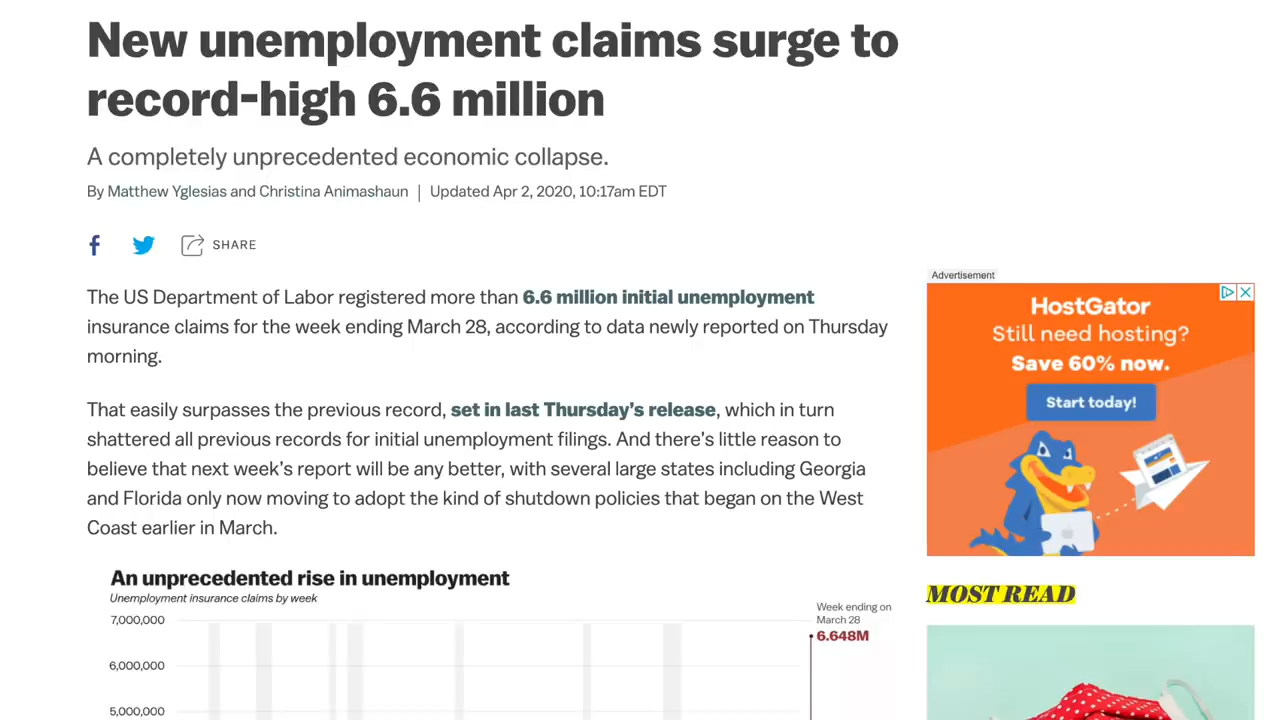 New unemployment claims surge to
record-high 6.6 million
A completely unprecedented economic collapse.
By Matthew Yglesias and Christina Animashaun | Updated Apr 2, 2020, 10:17am EDT
SHARE
The US Department of Labor registered more than 6.6 million initial unemployment
insurance claims for the week ending March 28, according to data newly reported on Thursday
morning.
That easily surpasses the previous record, set in last Thursday’s release, which in turn
shattered all previous records for initial unemployment filings. And there’s little reason to
believe that next week’s report will be any better, with several large states including Georgia
and Florida only now moving to adopt the kind of shutdown policies that began on the West
Coast earlier in March.
An unprecedented rise in unemployment
Unemployment insurance claims by week
7,000,000
6,000,000
5,000,000
Week ending on
March 28
6.648M
Advertisement
HostGator
Still need hosting?
Save 60% now.
Start today!
MOST READ